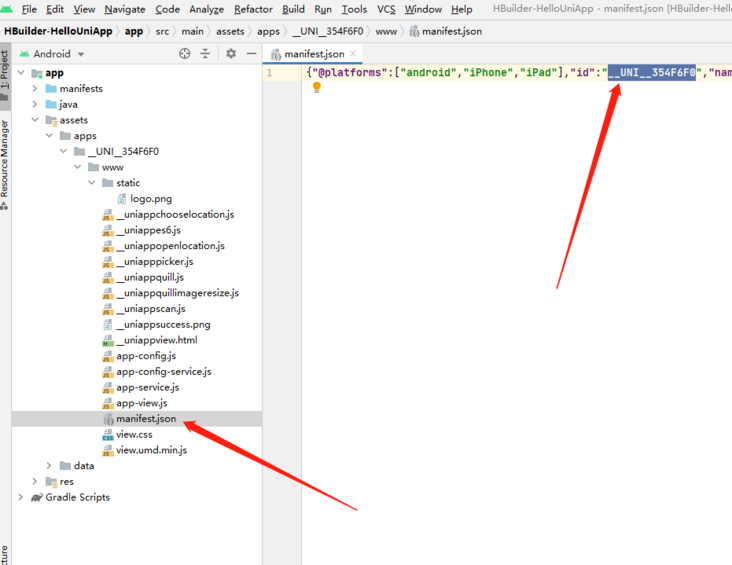 File Edit View Navigate Code Analyze Refactor Build Run Tools VCS Window Help HBuilder-HelloUniApp - manifest.json [HBuilder-Hello
HBuilder-HelloUniApp app src main assets apps __UNI__354F6F0 www manifest.json
1: Project
Resource Manager
Android
app
manifests
java
assets
apps
__UNI__354F6F0
www
static
logo.png
__uniappchooselocation.js
__uniappes6.js
__uniappopenlocation.js
__uniapppicker.js
__uniappquill.js
__uniappquillimageresize.js
__uniappscan.js
__uniappsuccess.png
__uniappview.html
app-config.js
app-config-service.js
app-service.js
app-view.js
manifest.json
view.css
view.umd.min.js
data
res
Gradle Scripts
manifest.json
1 {"@platforms":["android","iPhone","iPad"],"id":"__UNI__354F6F0","nam